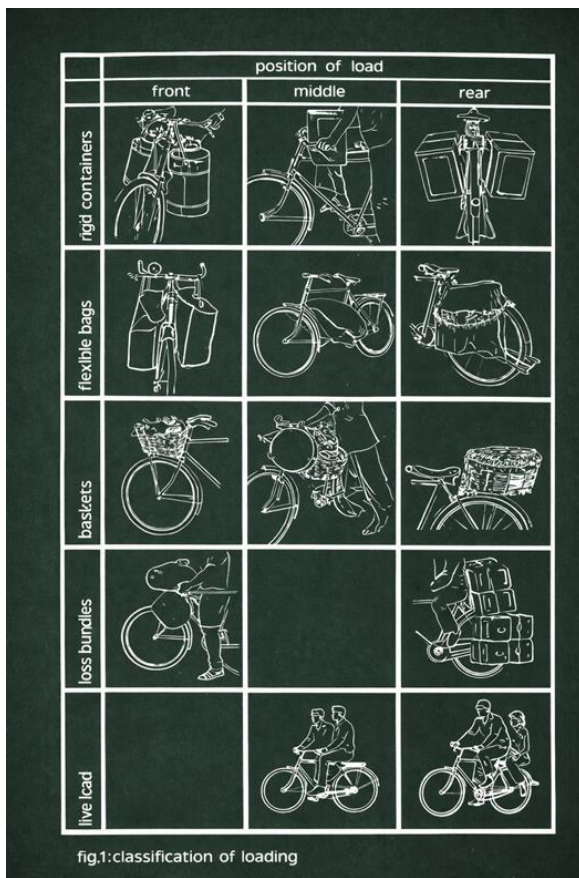 position of load
front middle rear
rigid containers
flexible bags
baskets
loss bundles
live lcad
fig.1:classification of loading